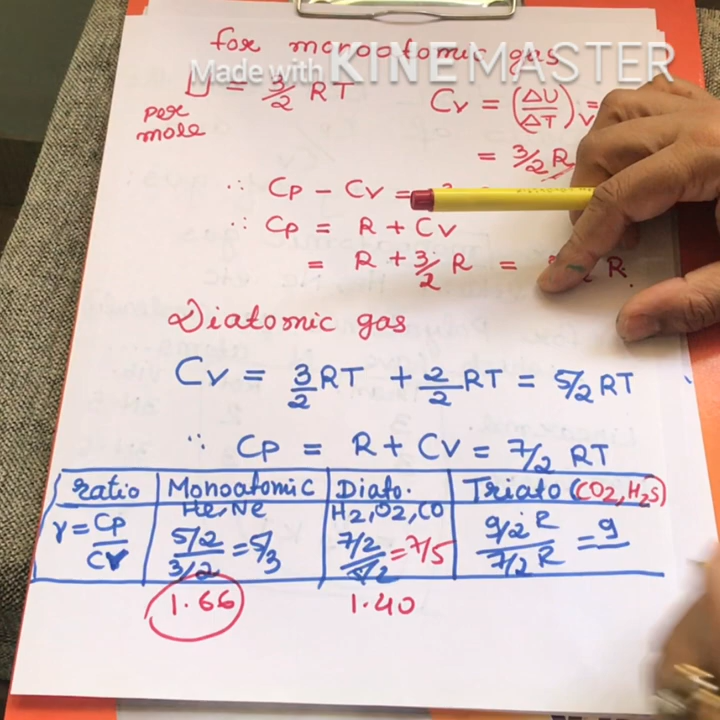 for monoatomic gas
Made with KINEMASTER
U = 3/2 RT
per mole
Cv = (ΔU/ΔT)v =
= 3/2 R
∵ Cp - Cv =
∵ Cp = R + Cv
= R + 3/2 R = R.
Diatomic gas
Cv = 3/2 RT + 2/2 RT = 5/2 RT
∵ Cp = R + Cv = 7/2 RT
ratio Monoatomic Diato. Triato (CO2, H2S)
He, Ne H2, O2, CO
γ = Cp/Cv 5/2 / 3/2 = 5/3 7/2 / 5/2 = 7/5 9/2 R / 7/2 R = 9
1.66 1.40